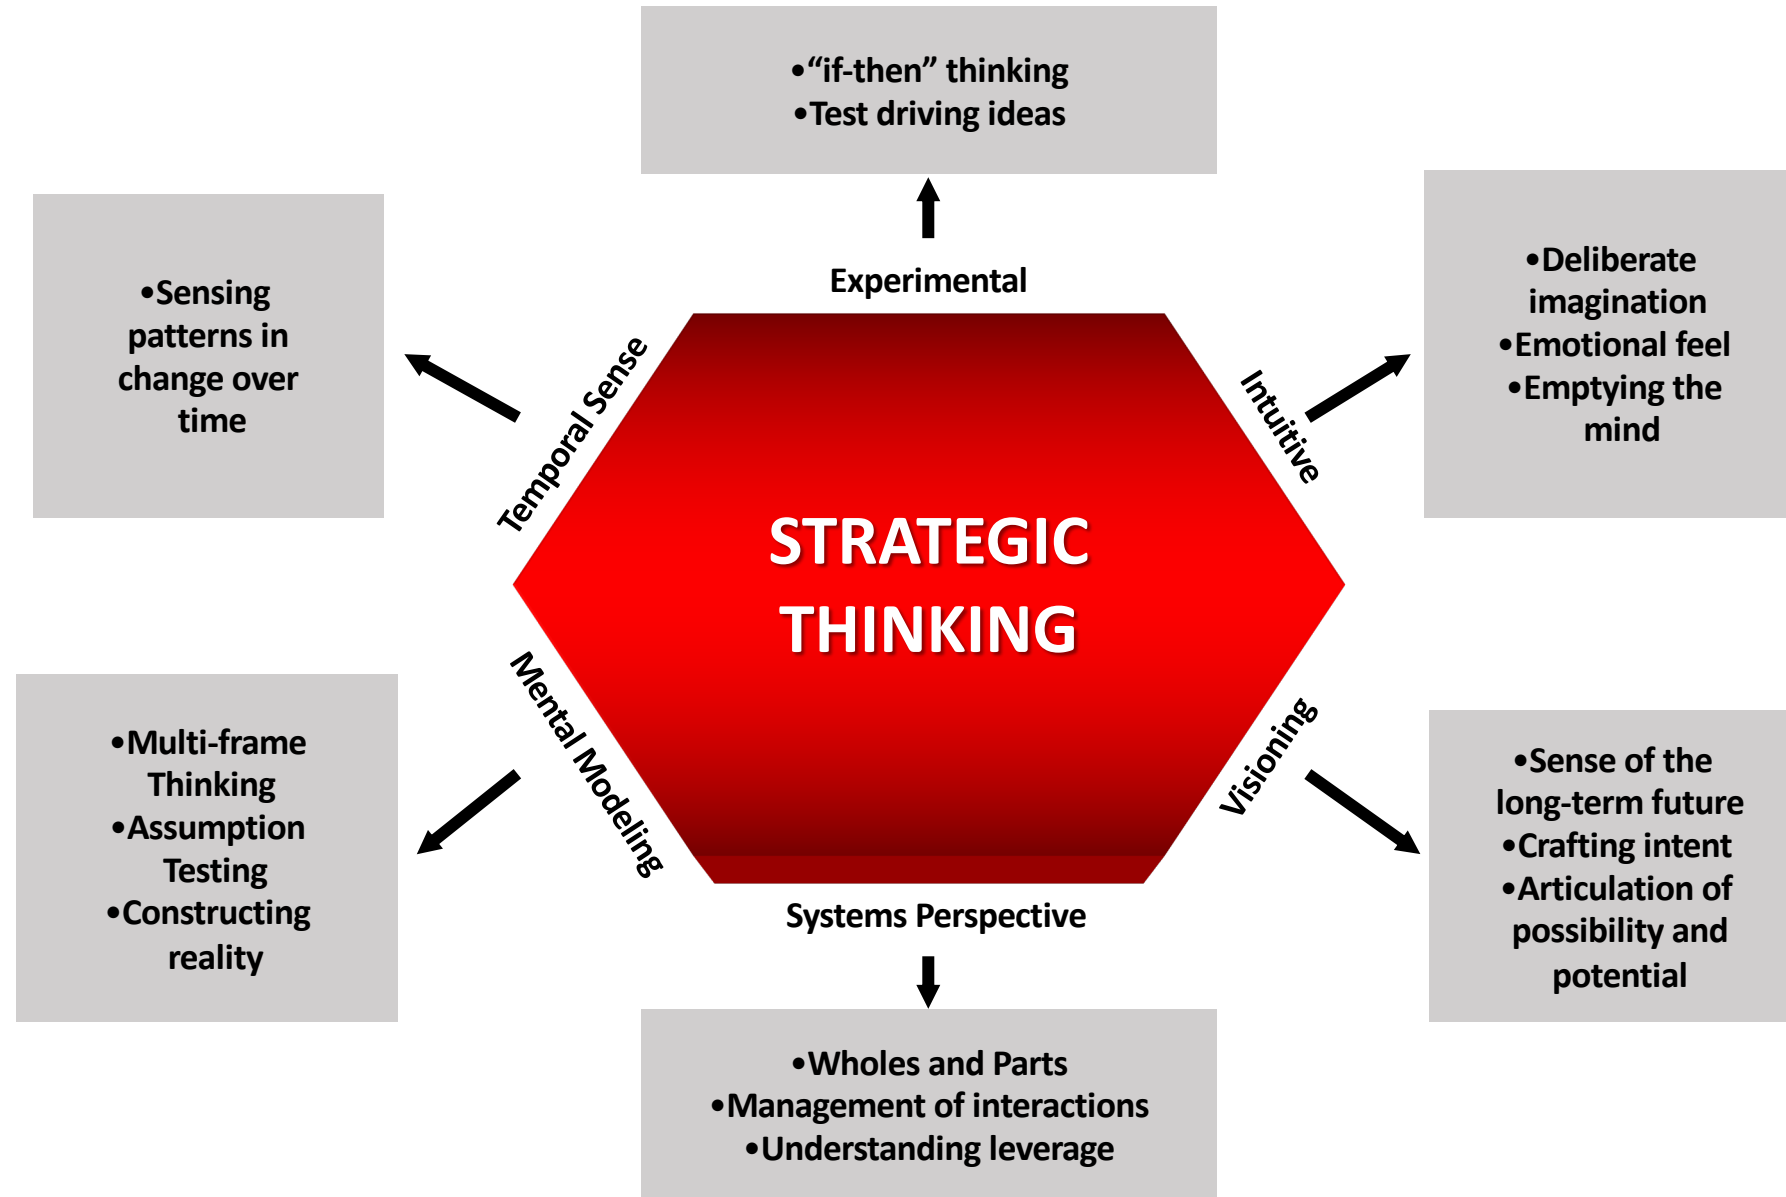 •“if-then” thinking
•Test driving ideas
Experimental
•Sensing
patterns in
change over
time
Temporal Sense
Intuitive
•Deliberate
imagination
•Emotional feel
•Emptying the
mind
STRATEGIC
THINKING
•Multi-frame
Thinking
•Assumption
Testing
•Constructing
reality
Mental Modeling
Visioning
•Sense of the
long-term future
•Crafting intent
•Articulation of
possibility and
potential
Systems Perspective
•Wholes and Parts
•Management of interactions
•Understanding leverage